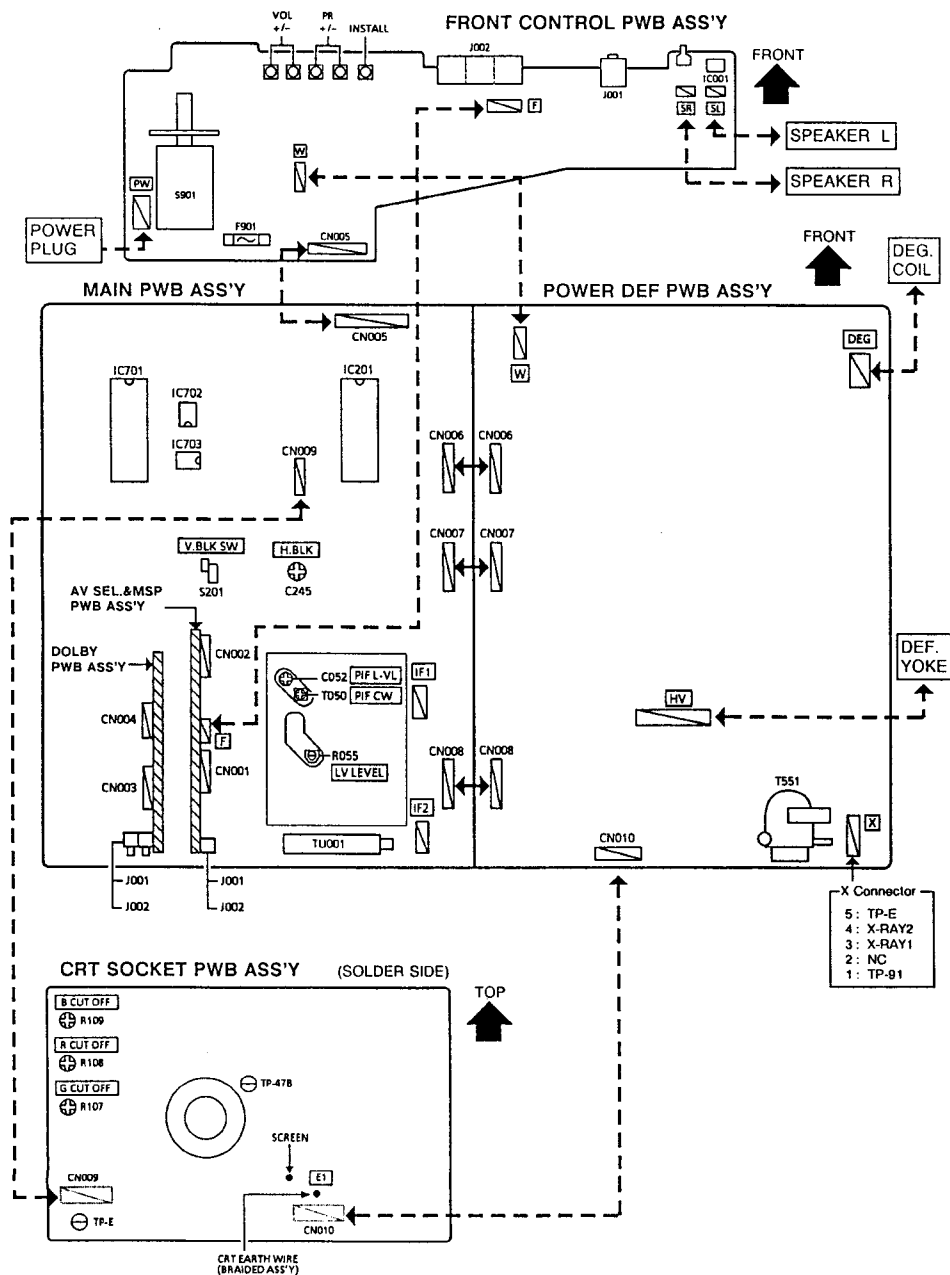 FRONT CONTROL PWB ASS'Y
VOL
+/−
PR
+/−
INSTALL
J002
J001
IC001
SR
SL
F
FRONT
SPEAKER L
SPEAKER R
W
PW
S901
F901
CN005
POWER
PLUG
FRONT
DEG.
COIL
MAIN PWB ASS'Y
POWER DEF PWB ASS'Y
CN005
W
DEG
IC701
IC702
IC703
IC201
CN009
CN006
CN006
CN007
CN007
V.BLK SW
S201
H.BLK
C245
AV SEL.&MSP
PWB ASS'Y
DOLBY
PWB ASS'Y
CN002
CN004
F
CN001
CN003
C052
PIF L-VL
T050
PIF CW
R055
LV LEVEL
IF1
IF2
CN008
CN008
TU001
HV
DEF.
YOKE
T551
X
CN010
J001
J002
J001
J002
X Connector
5 : TP-E
4 : X-RAY2
3 : X-RAY1
2 : NC
1 : TP-91
CRT SOCKET PWB ASS'Y
(SOLDER SIDE)
TOP
B CUT OFF
R109
R CUT OFF
R108
G CUT OFF
R107
TP-47B
SCREEN
E1
CN009
TP-E
CN010
CRT EARTH WIRE
(BRAIDED ASS'Y)